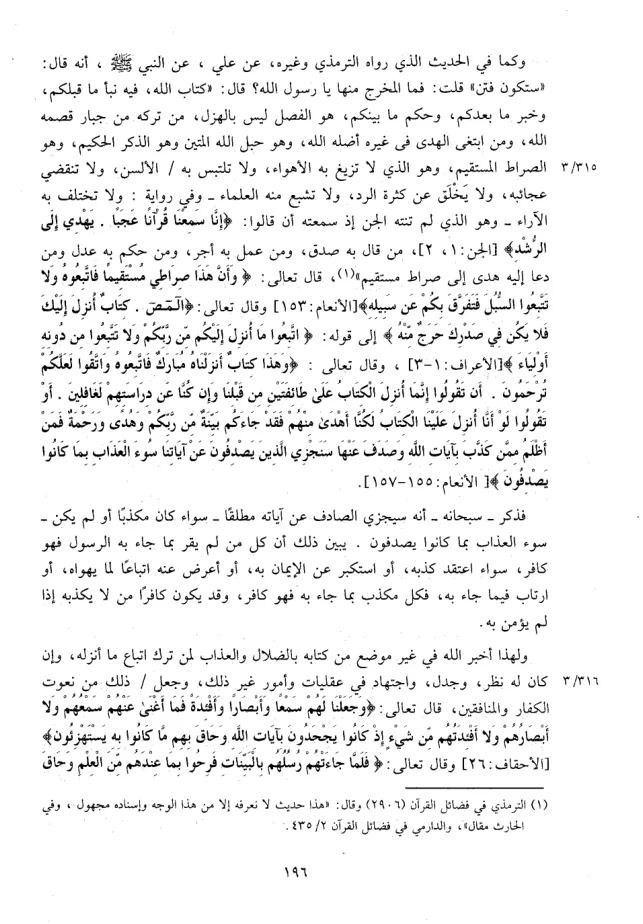 وكما في الحديث الذي رواه الترمذي وغيره، عن علي ، عن النبي ﷺ ، أنه قال:
«ستكون فتن» قلت: فما المخرج منها يا رسول الله؟ قال: «كتاب الله، فيه نبأ ما قبلكم،
وخبر ما بعدكم، وحكم ما بينكم، هو الفصل ليس بالهزل، من تركه من جبار قصمه
الله، ومن ابتغى الهدى في غيره أضله الله، وهو حبل الله المتين وهو الذكر الحكيم، وهو
٣/٣١٥ الصراط المستقيم، وهو الذي لا تزيغ به الأهواء، ولا تلتبس به / الألسن، ولا تنقضي
عجائبه، ولا يَخْلَق عن كثرة الرد، ولا تشبع منه العلماء ـ وفي رواية : ولا تختلف به
الآراء ـ وهو الذي لم تنته الجن إذ سمعته أن قالوا: ﴿إِنَّا سَمِعْنَا قُرْآنًا عَجَبًا . يَهْدِي إِلَى
الرُّشْدِ﴾ [الجن:١، ٢]، من قال به صدق، ومن عمل به أجر، ومن حكم به عدل ومن
دعا إليه هدى إلى صراط مستقيم»(١)، قال تعالى: ﴿ وَأَنَّ هَذَا صِرَاطِي مُسْتَقِيمًا فَاتَّبِعُوهُ وَلا
تَتَّبِعُوا السُّبُلَ فَتَفَرَّقَ بِكُمْ عَن سَبِيلِهِ﴾[الأنعام:١٥٣] وقال تعالى: ﴿الٓمٓصٓ . كِتَابٌ أُنزِلَ إِلَيْكَ
فَلا يَكُن فِي صَدْرِكَ حَرَجٌ مِّنْهُ ﴾ إلى قوله: ﴿ اتَّبِعُوا مَا أُنزِلَ إِلَيْكُم مِّن رَّبِّكُمْ وَلا تَتَّبِعُوا مِن دُونِهِ
أَوْلِيَاءَ ﴾[الأعراف:١-٣] ، وقال تعالى : ﴿وَهَذَا كِتَابٌ أَنزَلْنَاهُ مُبَارَكٌ فَاتَّبِعُوهُ وَاتَّقُوا لَعَلَّكُمْ
تُرْحَمُونَ . أَن تَقُولُوا إِنَّمَا أُنزِلَ الْكِتَابُ عَلَىٰ طَائِفَتَيْنِ مِن قَبْلِنَا وَإِن كُنَّا عَن دِرَاسَتِهِمْ لَغَافِلِينَ . أَوْ
تَقُولُوا لَوْ أَنَّا أُنزِلَ عَلَيْنَا الْكِتَابُ لَكُنَّا أَهْدَىٰ مِنْهُمْ فَقَدْ جَاءَكُم بَيِّنَةٌ مِّن رَّبِّكُمْ وَهُدًى وَرَحْمَةٌ فَمَنْ
أَظْلَمُ مِمَّن كَذَّبَ بِآيَاتِ اللَّهِ وَصَدَفَ عَنْهَا سَنَجْزِي الَّذِينَ يَصْدِفُونَ عَنْ آيَاتِنَا سُوءَ الْعَذَابِ بِمَا كَانُوا
يَصْدِفُونَ ﴾[ الأنعام: ١٥٥-١٥٧].
فذكر ـ سبحانه ـ أنه سيجزي الصادف عن آياته مطلقًا ـ سواء كان مكذبًا أو لم يكن ـ
سوء العذاب بما كانوا يصدفون . يبين ذلك أن كل من لم يقر بما جاء به الرسول فهو
كافر، سواء اعتقد كذبه، أو استكبر عن الإيمان به، أو أعرض عنه اتباعًا لما يهواه، أو
ارتاب فيما جاء به، فكل مكذب بما جاء به فهو كافر، وقد يكون كافرًا من لا يكذبه إذا
لم يؤمن به.
ولهذا أخبر الله في غير موضع من كتابه بالضلال والعذاب لمن ترك اتباع ما أنزله، وإن
٣/٣١٦ كان له نظر، وجدل، واجتهاد في عقليات وأمور غير ذلك، وجعل / ذلك من نعوت
الكفار والمنافقين، قال تعالى: ﴿وَجَعَلْنَا لَهُمْ سَمْعًا وَأَبْصَارًا وَأَفْئِدَةً فَمَا أَغْنَىٰ عَنْهُمْ سَمْعُهُمْ وَلا
أَبْصَارُهُمْ وَلا أَفْئِدَتُهُم مِّن شَيْءٍ إِذْ كَانُوا يَجْحَدُونَ بِآيَاتِ اللَّهِ وَحَاقَ بِهِم مَّا كَانُوا بِهِ يَسْتَهْزِئُونَ﴾
[الأحقاف:٢٦] وقال تعالى: ﴿ فَلَمَّا جَاءَتْهُمْ رُسُلُهُم بِالْبَيِّنَاتِ فَرِحُوا بِمَا عِندَهُم مِّنَ الْعِلْمِ وَحَاقَ
(١) الترمذي في فضائل القرآن (٢٩٠٦) وقال: «هذا حديث لا نعرفه إلا من هذا الوجه وإسناده مجهول ، وفي
الحارث مقال»، والدارمي في فضائل القرآن ٢/ ٤٣٥ .
١٩٦